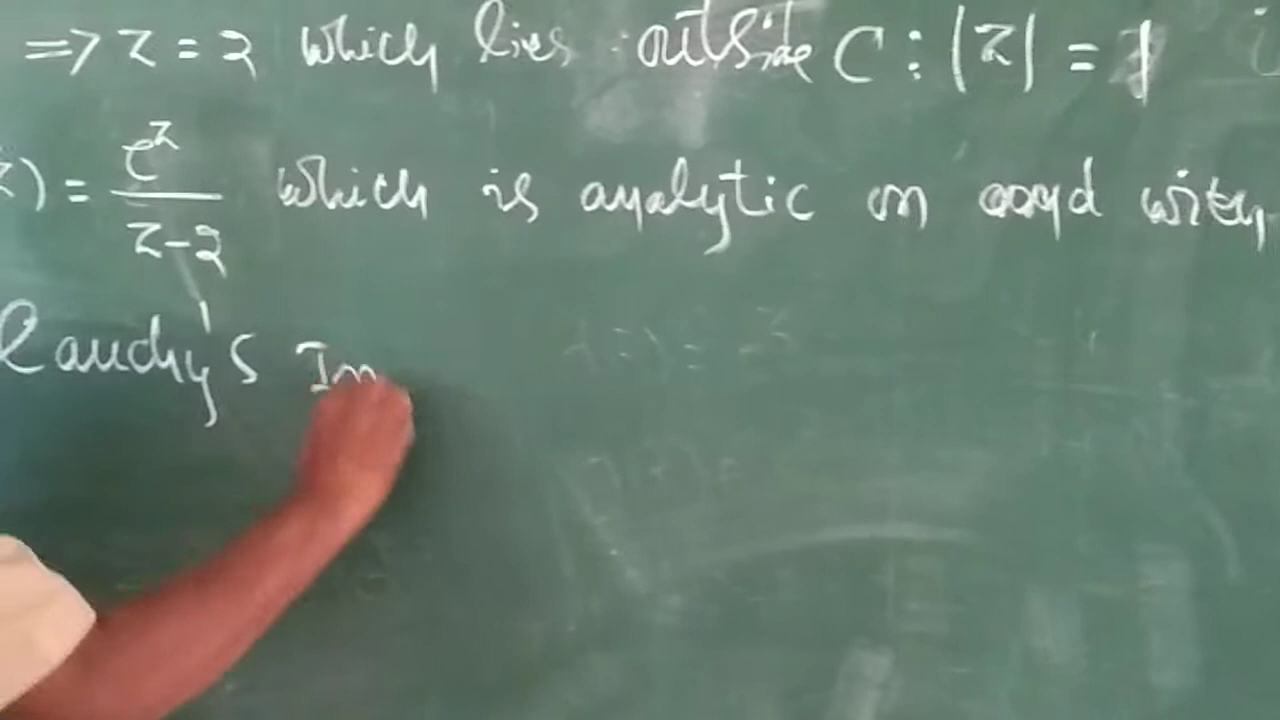 => z = 2 which lies outside C : |z| = 1
z) = e^z / z-2 which is analytic on and with
Cauchy's In